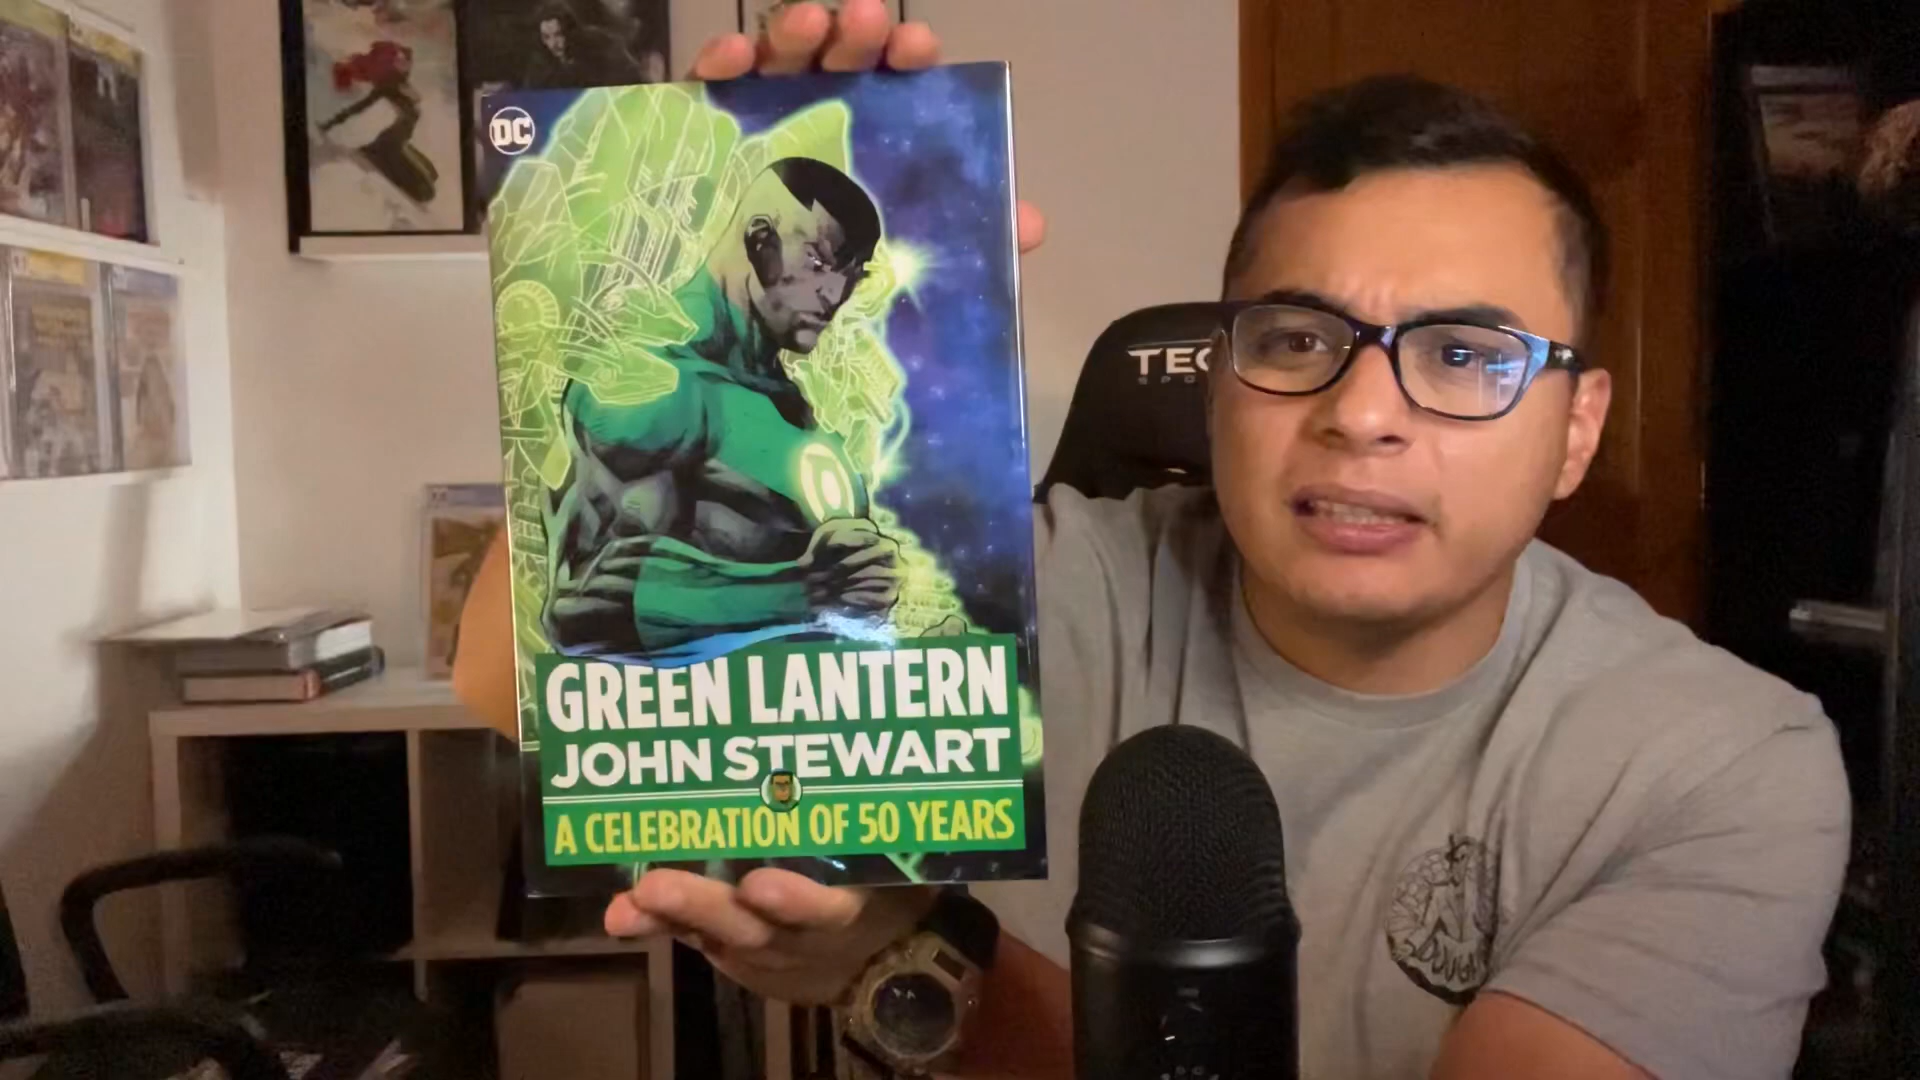 DC
GREEN LANTERN
JOHN STEWART
A CELEBRATION OF 50 YEARS
TEC